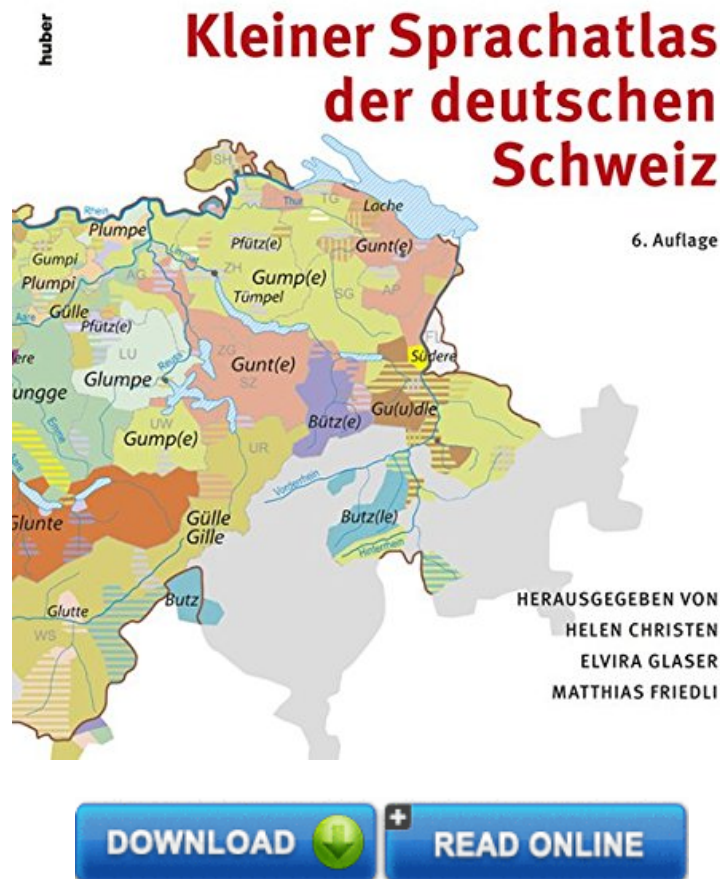 huber
Kleiner Sprachatlas
der deutschen
Schweiz
6. Auflage
SH
Rhein
Thur
TG
Lache
Plumpe
Pfütz(e)
Gunt(e)
Gumpi
Limmat
ZH
Gump(e)
Plumpi
AG
Tümpel
SG
AP
Aare
Gülle
Pfütz(e)
FL
ere
LU
Reuss
ZG
Gunt(e)
Südere
ungge
Glumpe
SZ
Gu(u)dle
Emme
UW
Bütz(e)
Gump(e)
UR
Aare
Vorderrhein
Glunte
Gülle
Gille
Butz(le)
Hinterrhein
Butz
Glutte
WS
HERAUSGEGEBEN VON
HELEN CHRISTEN
ELVIRA GLASER
MATTHIAS FRIEDLI
DOWNLOAD
READ ONLINE